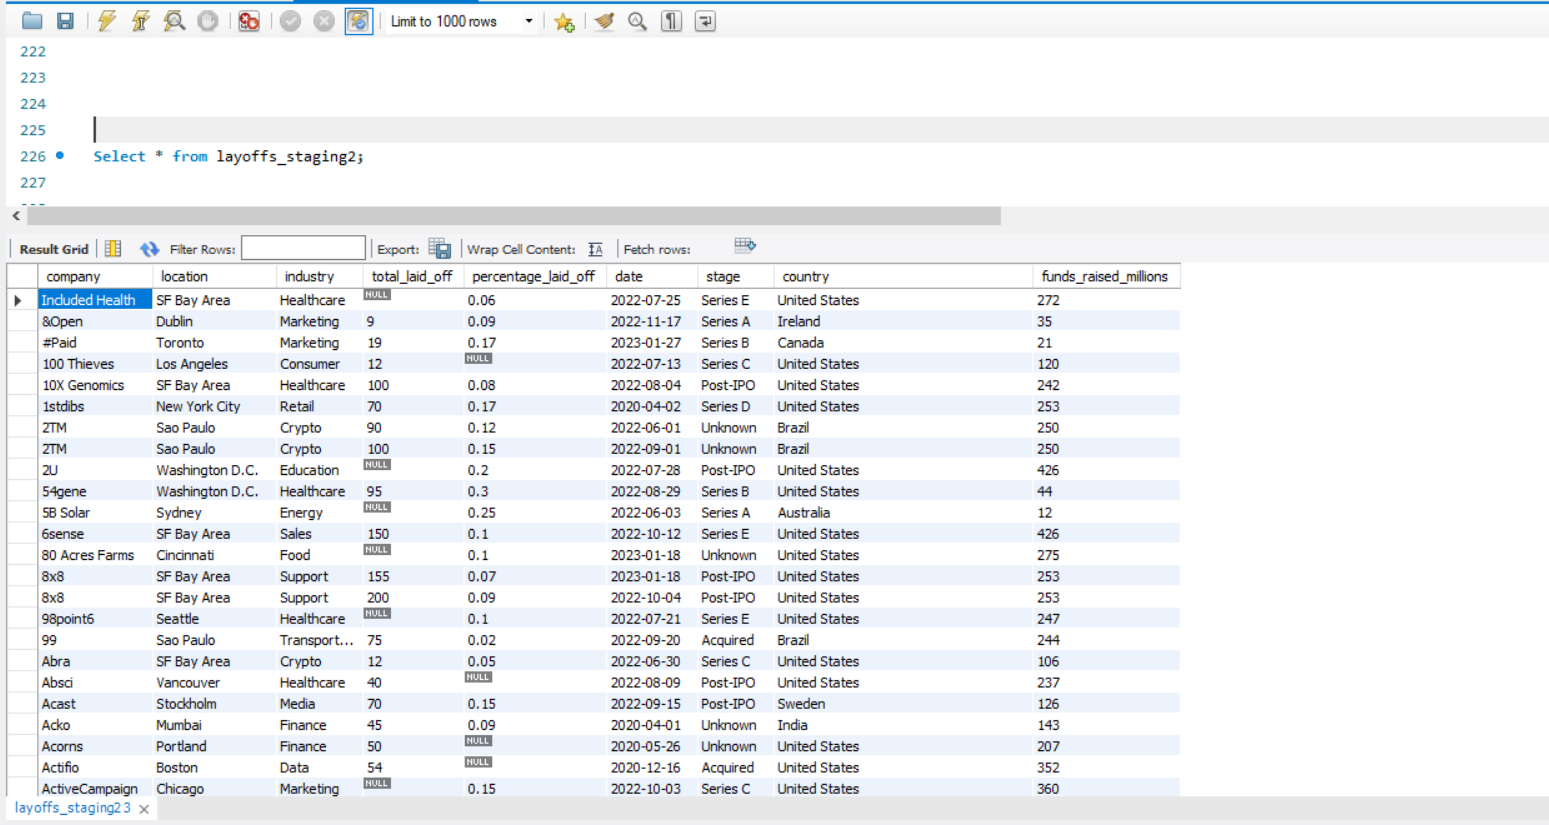 Limit to 1000 rows
222
223
224
225
226 Select * from layoffs_staging2;
227
Result Grid Filter Rows: Export: Wrap Cell Content: Fetch rows:
company location industry total_laid_off percentage_laid_off date stage country funds_raised_millions
Included Health SF Bay Area Healthcare NULL 0.06 2022-07-25 Series E United States 272
&Open Dublin Marketing 9 0.09 2022-11-17 Series A Ireland 35
#Paid Toronto Marketing 19 0.17 2023-01-27 Series B Canada 21
100 Thieves Los Angeles Consumer 12 NULL 2022-07-13 Series C United States 120
10X Genomics SF Bay Area Healthcare 100 0.08 2022-08-04 Post-IPO United States 242
1stdibs New York City Retail 70 0.17 2020-04-02 Series D United States 253
2TM Sao Paulo Crypto 90 0.12 2022-06-01 Unknown Brazil 250
2TM Sao Paulo Crypto 100 0.15 2022-09-01 Unknown Brazil 250
2U Washington D.C. Education NULL 0.2 2022-07-28 Post-IPO United States 426
54gene Washington D.C. Healthcare 95 0.3 2022-08-29 Series B United States 44
5B Solar Sydney Energy NULL 0.25 2022-06-03 Series A Australia 12
6sense SF Bay Area Sales 150 0.1 2022-10-12 Series E United States 426
80 Acres Farms Cincinnati Food NULL 0.1 2023-01-18 Unknown United States 275
8x8 SF Bay Area Support 155 0.07 2023-01-18 Post-IPO United States 253
8x8 SF Bay Area Support 200 0.09 2022-10-04 Post-IPO United States 253
98point6 Seattle Healthcare NULL 0.1 2022-07-21 Series E United States 247
99 Sao Paulo Transport... 75 0.02 2022-09-20 Acquired Brazil 244
Abra SF Bay Area Crypto 12 0.05 2022-06-30 Series C United States 106
Absci Vancouver Healthcare 40 NULL 2022-08-09 Post-IPO United States 237
Acast Stockholm Media 70 0.15 2022-09-15 Post-IPO Sweden 126
Acko Mumbai Finance 45 0.09 2020-04-01 Unknown India 143
Acorns Portland Finance 50 NULL 2020-05-26 Unknown United States 207
Actifio Boston Data 54 NULL 2020-12-16 Acquired United States 352
ActiveCampaign Chicago Marketing NULL 0.15 2022-10-03 Series C United States 360
layoffs_staging2 3